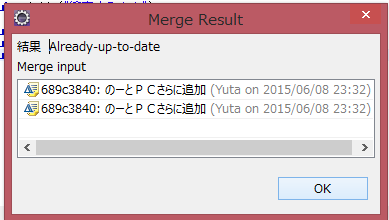 Merge Result
結果 Already-up-to-date
Merge input
689c3840: のーとＰＣさらに追加 (Yuta on 2015/06/08 23:32)
689c3840: のーとＰＣさらに追加 (Yuta on 2015/06/08 23:32)
OK